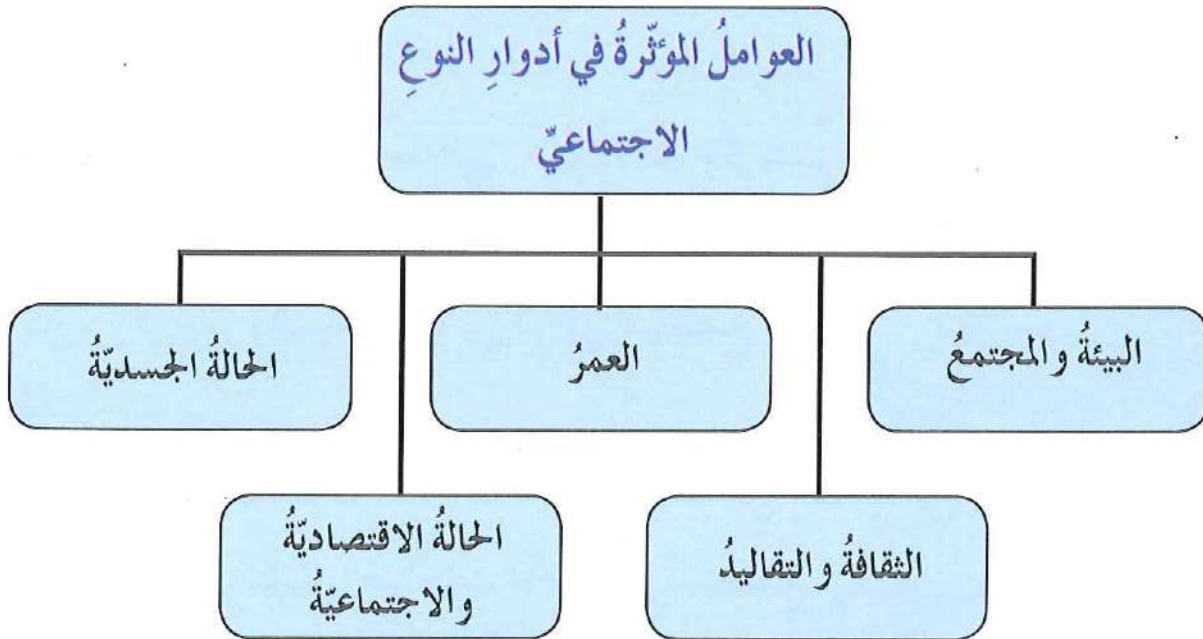 العواملُ المؤثّرةُ في أدوارِ النوعِ
الاجتماعيِّ
البيئةُ والمجتمعُ
العمرُ
الحالةُ الجسديّةُ
الثقافةُ والتقاليدُ
الحالةُ الاقتصاديّةُ
والاجتماعيّةُ